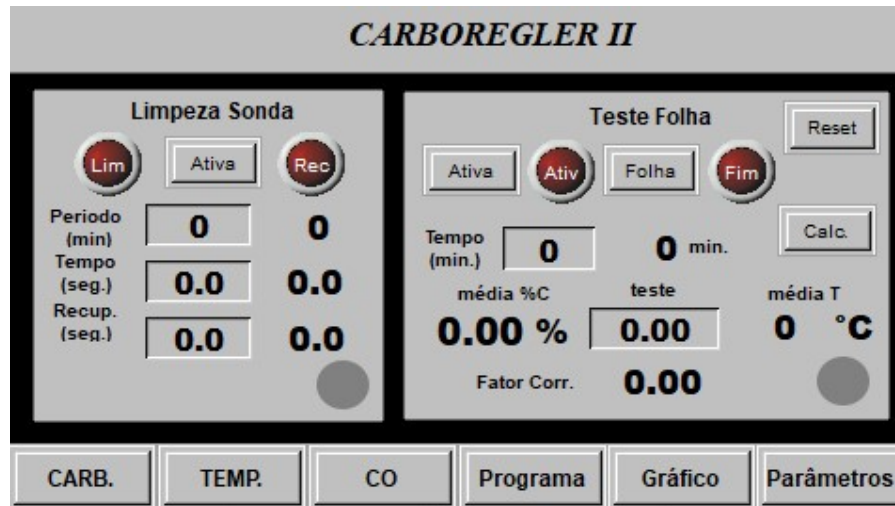 CARBOREGLER II
Limpeza Sonda
Lim
Ativa
Rec
Periodo
(min)
0
0
Tempo
(seg.)
0.0
0.0
Recup.
(seg.)
0.0
0.0
Teste Folha
Reset
Ativa
Ativ
Folha
Fim
Calc.
Tempo
(min.)
0
0 min.
média %C
teste
média T
0.00 %
0.00
0 °C
Fator Corr.
0.00
CARB.
TEMP.
CO
Programa
Gráfico
Parâmetros